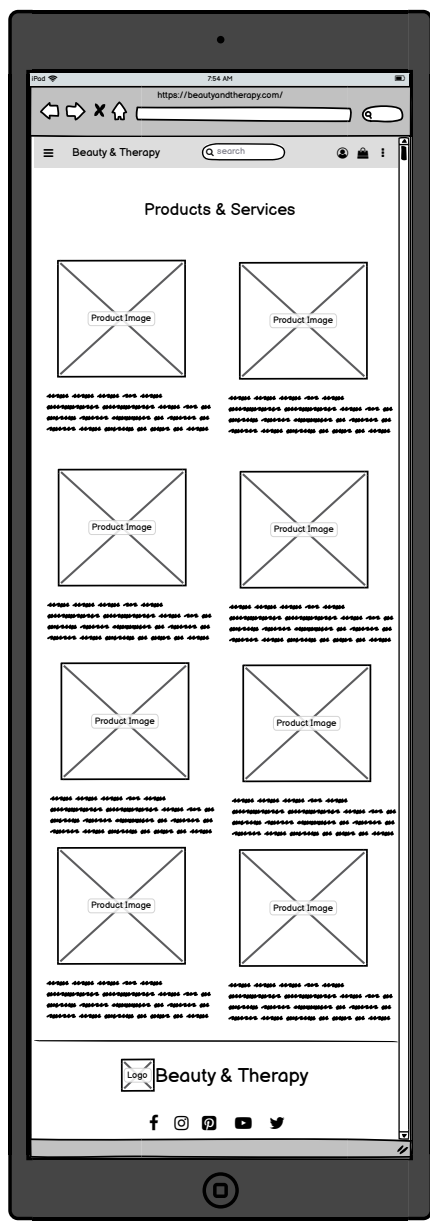 iPad 7:54 AM
https://beautyandtherapy.com/
Beauty & Therapy search
Products & Services
Product Image Product Image
Product Image Product Image
Product Image Product Image
Product Image Product Image
Logo Beauty & Therapy